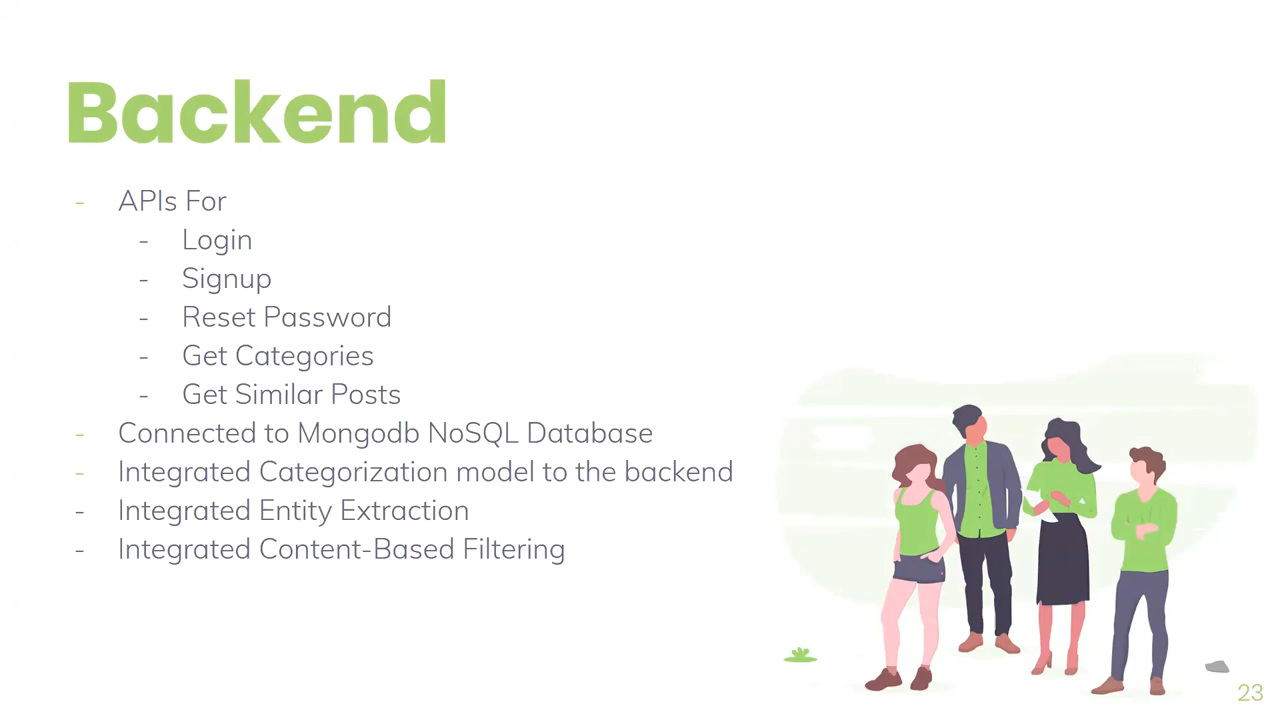 Backend
- APIs For
- Login
- Signup
- Reset Password
- Get Categories
- Get Similar Posts
- Connected to Mongodb NoSQL Database
- Integrated Categorization model to the backend
- Integrated Entity Extraction
- Integrated Content-Based Filtering
23